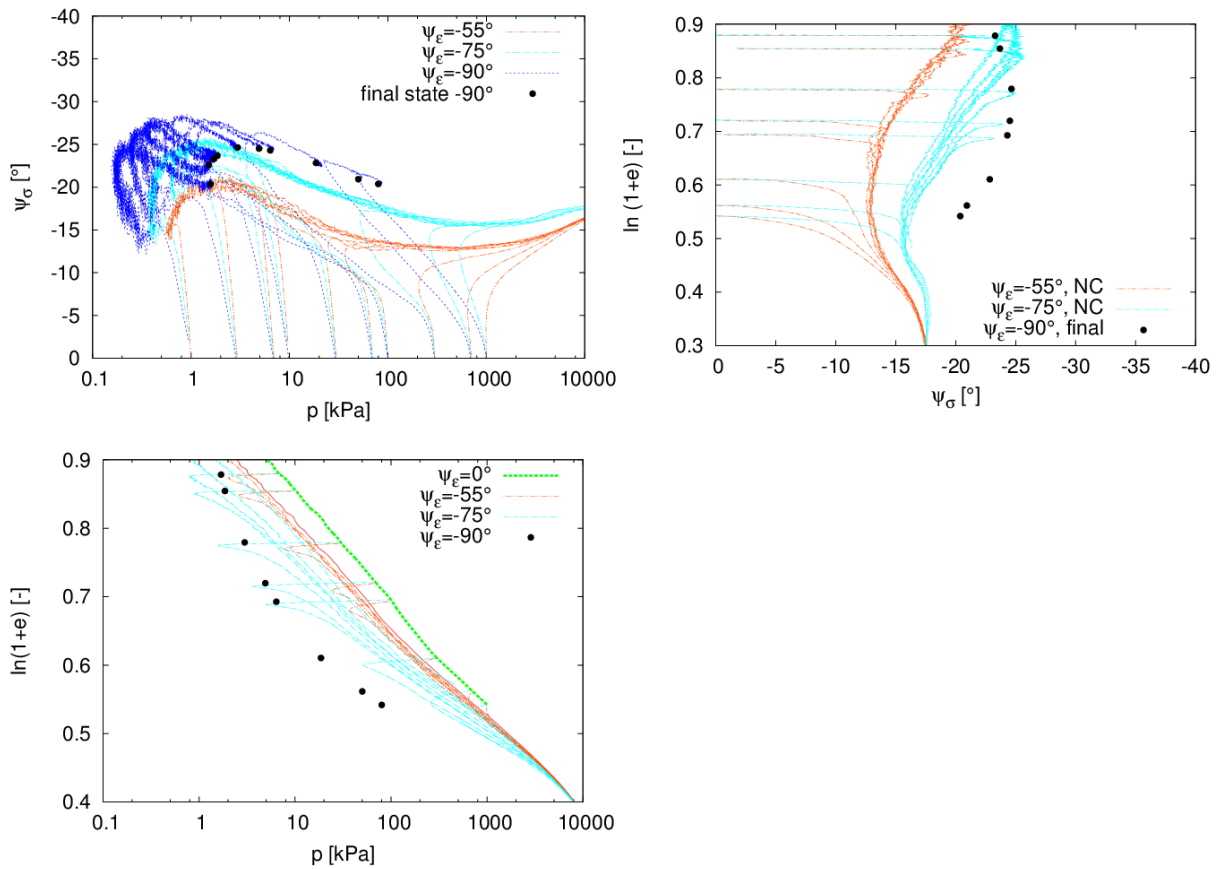 -40
-35
-30
-25
-20
-15
-10
-5
0
ψσ [°]
0.1
1
10
100
1000
10000
p [kPa]
ψε=-55°
ψε=-75°
ψε=-90°
final state -90°
0.9
0.8
0.7
0.6
0.5
0.4
0.3
ln (1+e) [-]
0
-5
-10
-15
-20
-25
-30
-35
-40
ψσ [°]
ψε=-55°, NC
ψε=-75°, NC
ψε=-90°, final
0.9
0.8
0.7
0.6
0.5
0.4
ln(1+e) [-]
0.1
1
10
100
1000
10000
p [kPa]
ψε=0°
ψε=-55°
ψε=-75°
ψε=-90°